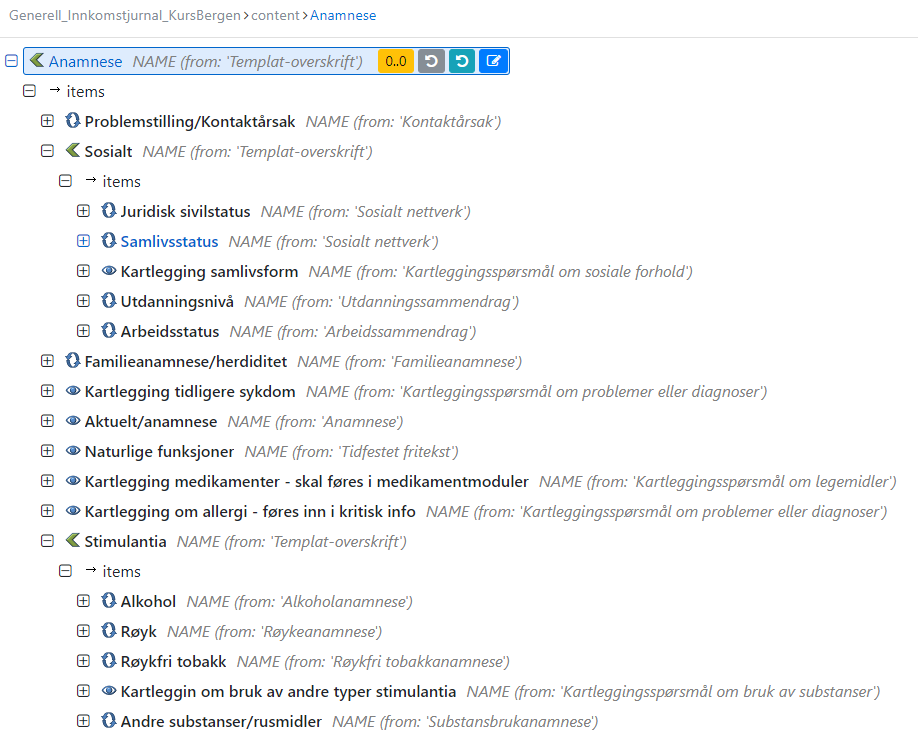 Generell_Innkomstjurnal_KursBergen > content > Anamnese
Anamnese NAME (from: 'Templat-overskrift') 0..0
→ items
Problemstilling/Kontaktårsak NAME (from: 'Kontaktårsak')
Sosialt NAME (from: 'Templat-overskrift')
→ items
Juridisk sivilstatus NAME (from: 'Sosialt nettverk')
Samlivsstatus NAME (from: 'Sosialt nettverk')
Kartlegging samlivsform NAME (from: 'Kartleggingsspørsmål om sosiale forhold')
Utdanningsnivå NAME (from: 'Utdanningssammendrag')
Arbeidsstatus NAME (from: 'Arbeidssammendrag')
Familieanamnese/herdiditet NAME (from: 'Familieanamnese')
Kartlegging tidligere sykdom NAME (from: 'Kartleggingsspørsmål om problemer eller diagnoser')
Aktuelt/anamnese NAME (from: 'Anamnese')
Naturlige funksjoner NAME (from: 'Tidfestet fritekst')
Kartlegging medikamenter - skal føres i medikamentmoduler NAME (from: 'Kartleggingsspørsmål om legemidler')
Kartlegging om allergi - føres inn i kritisk info NAME (from: 'Kartleggingsspørsmål om problemer eller diagnoser')
Stimulantia NAME (from: 'Templat-overskrift')
→ items
Alkohol NAME (from: 'Alkoholanamnese')
Røyk NAME (from: 'Røykeanamnese')
Røykfri tobakk NAME (from: 'Røykfri tobakkanamnese')
Kartleggin om bruk av andre typer stimulantia NAME (from: 'Kartleggingsspørsmål om bruk av substanser')
Andre substanser/rusmidler NAME (from: 'Substansbrukanamnese')